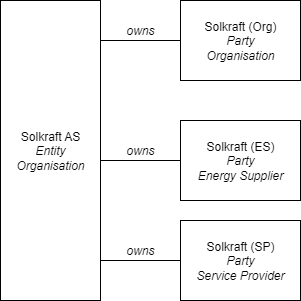 Solkraft AS
Entity
Organisation
owns
Solkraft (Org)
Party
Organisation
owns
Solkraft (ES)
Party
Energy Supplier
owns
Solkraft (SP)
Party
Service Provider